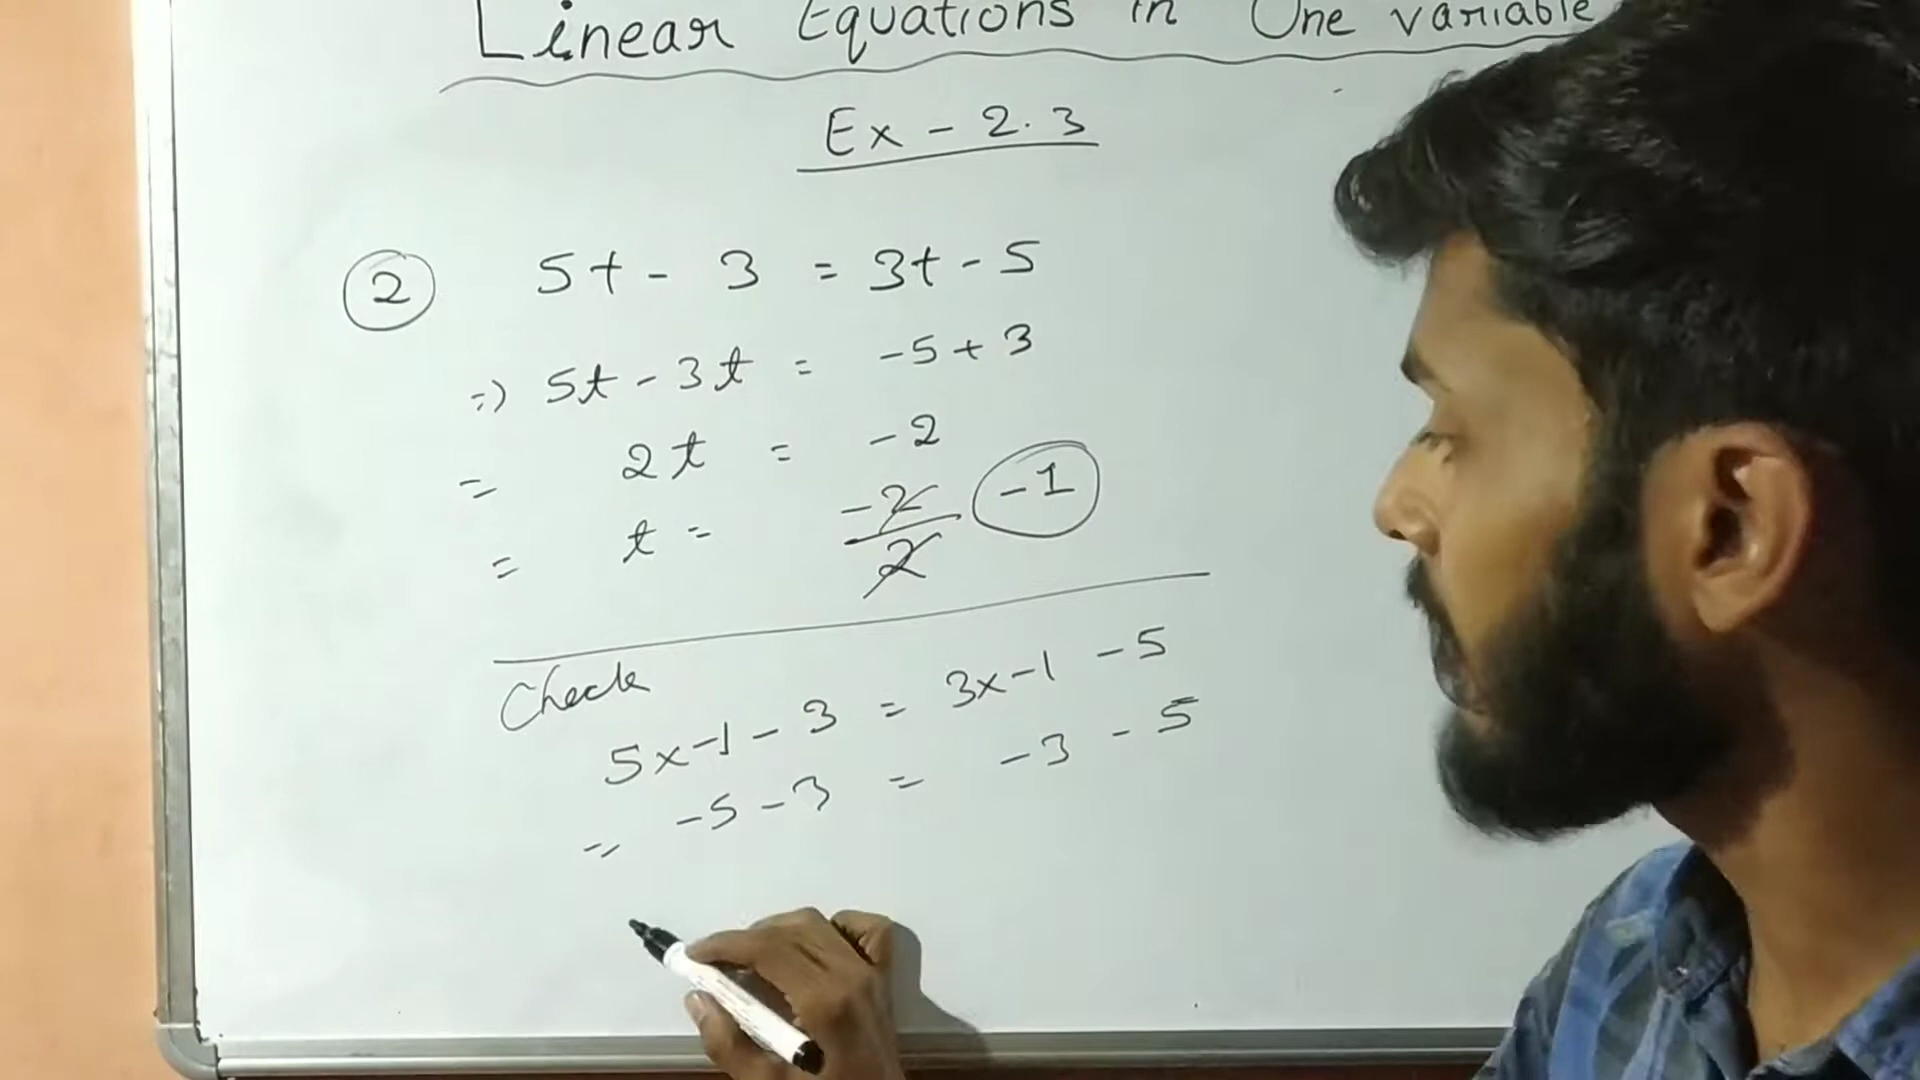 Linear Equations in One variable
Ex - 2.3
2 5t - 3 = 3t - 5
=) 5t - 3t = -5 + 3
= 2t = -2
= t = -2/2 -1
Check
5x-1 - 3 = 3x-1 - 5
= -5 - 3 = -3 - 5